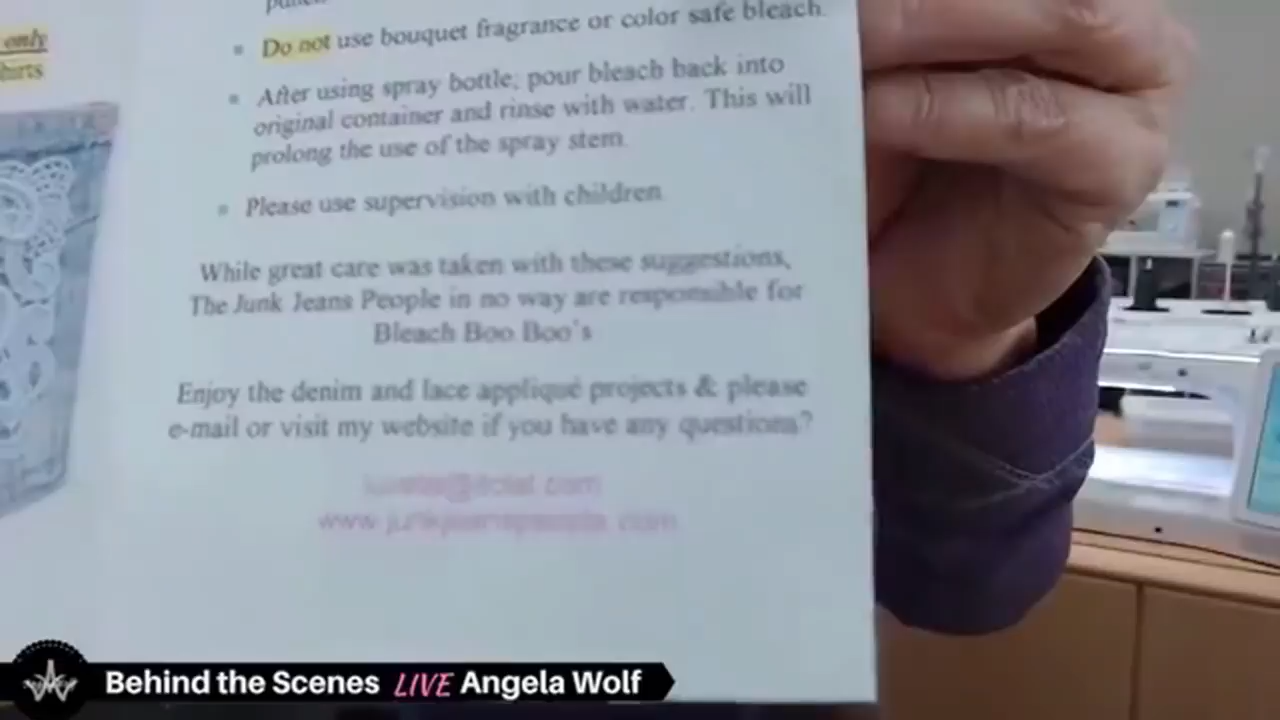 only
Do not use bouquet fragrance or color safe bleach.
After using spray bottle; pour bleach back into
original container and rinse with water. This will
prolong the use of the spray stem.
Please use supervision with children.
While great care was taken with these suggestions,
The Junk Jeans People in no way are responsible for
Bleach Boo Boo's
Enjoy the denim and lace appliqué projects & please
e-mail or visit my website if you have any questions?
Behind the Scenes LIVE Angela Wolf